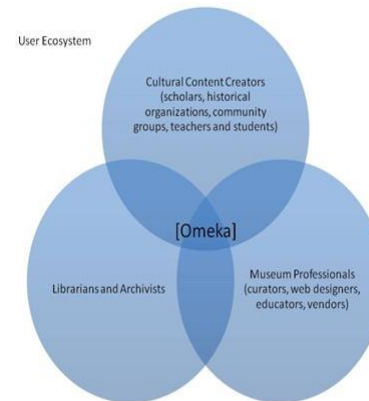 User Ecosystem
Cultural Content Creators
(scholars, historical
organizations, community
groups, teachers and students)
[Omeka]
Librarians and Archivists
Museum Professionals
(curators, web designers,
educators, vendors)